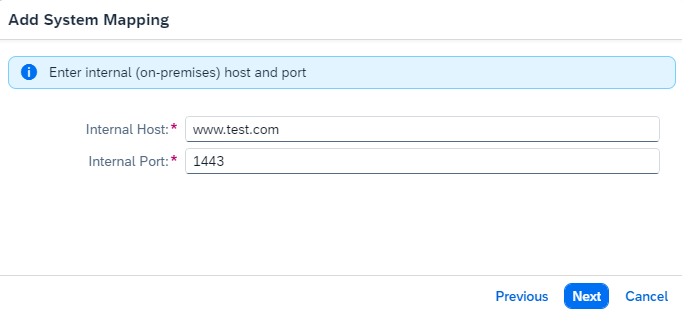 Add System Mapping
Enter internal (on-premises) host and port
Internal Host:* www.test.com
Internal Port:* 1443
Previous Next Cancel